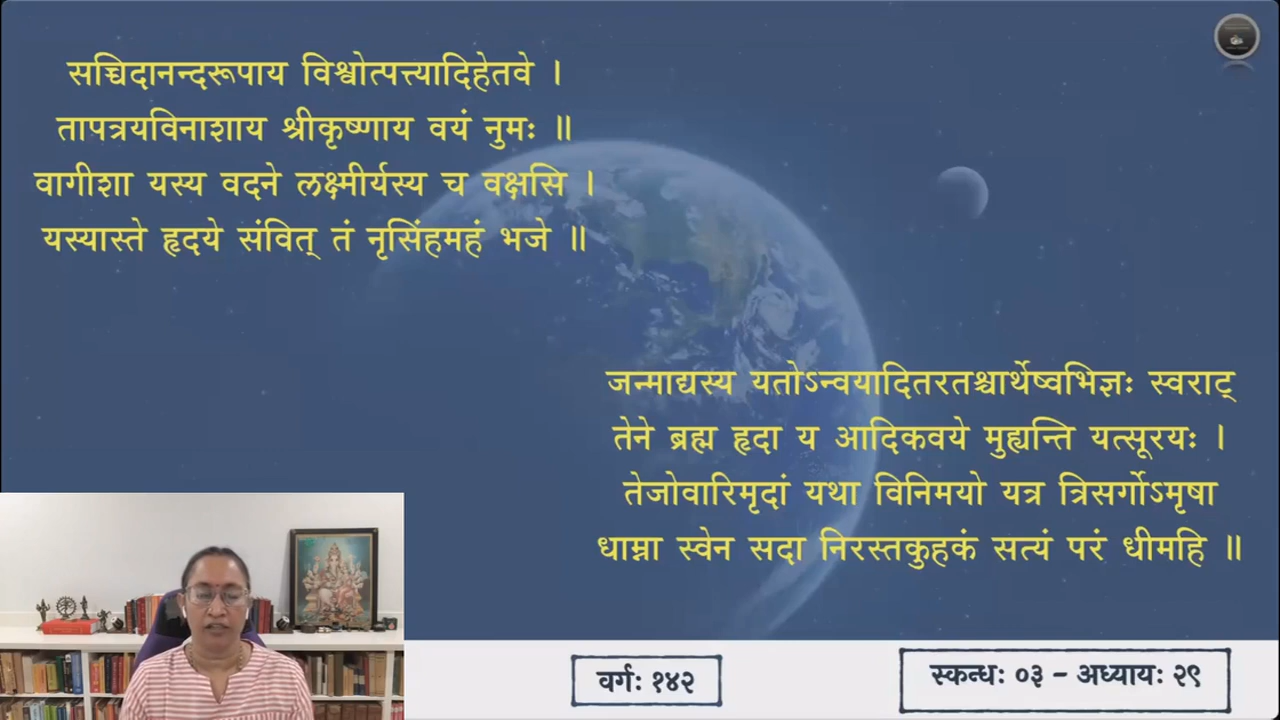 सच्चिदानन्दरूपाय विश्वोत्पत्त्यादिहेतवे ।
तापत्रयविनाशाय श्रीकृष्णाय वयं नुमः ॥
वागीशा यस्य वदने लक्ष्मीर्यस्य च वक्षसि ।
यस्यास्ते हृदये संवित् तं नृसिंहमहं भजे ॥
जन्माद्यस्य यतोऽन्वयादितरतश्चार्थेष्वभिज्ञः स्वराट्
तेने ब्रह्म हृदा य आदिकवये मुह्यन्ति यत्सूरयः ।
तेजोवारिमृदां यथा विनिमयो यत्र त्रिसर्गोऽमृषा
धाम्ना स्वेन सदा निरस्तकुहकं सत्यं परं धीमहि ॥
वर्गः १४२
स्कन्धः ०३ - अध्यायः २९